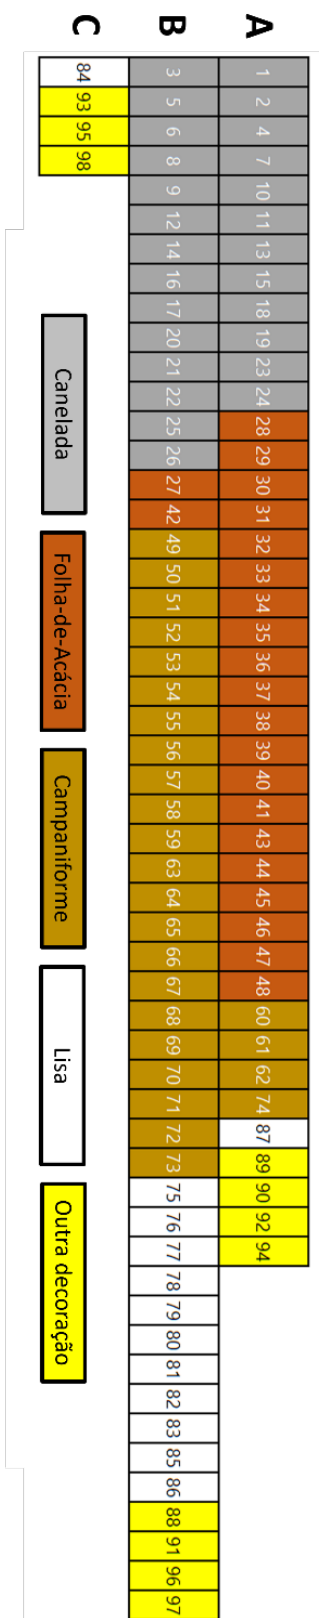 A
1 2 4 7 10 11 13 15 18 19 23 24 28 29 30 31 32 33 34 35 36 37 38 39 40 41 43 44 45 46 47 48 60 61 62 74 87 89 90 92 94
B
3 5 6 8 9 12 14 16 17 20 21 22 25 26 27 42 49 50 51 52 53 54 55 56 57 58 59 63 64 65 66 67 68 69 70 71 72 73 75 76 77 78 79 80 81 82 83 85 86 88 91 96 97
C
84 93 95 98
Canelada
Folha-de-Acácia
Campaniforme
Lisa
Outra decoração